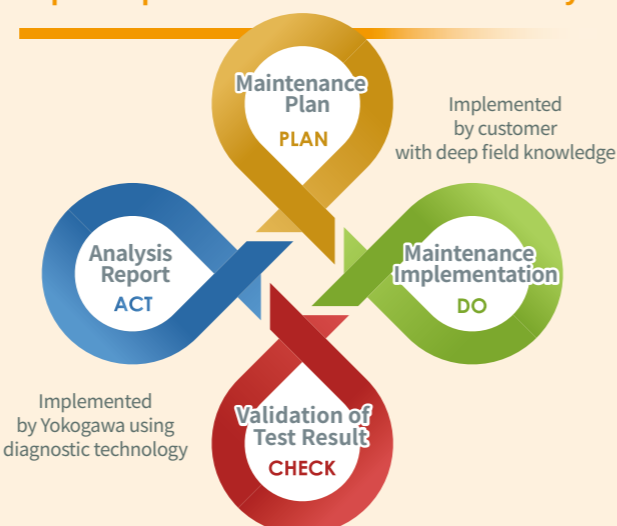 Maintenance
Plan
PLAN
Implemented
by customer
with deep field knowledge
Analysis
Report
ACT
Maintenance
Implementation
DO
Implemented
by Yokogawa using
diagnostic technology
Validation of
Test Result
CHECK